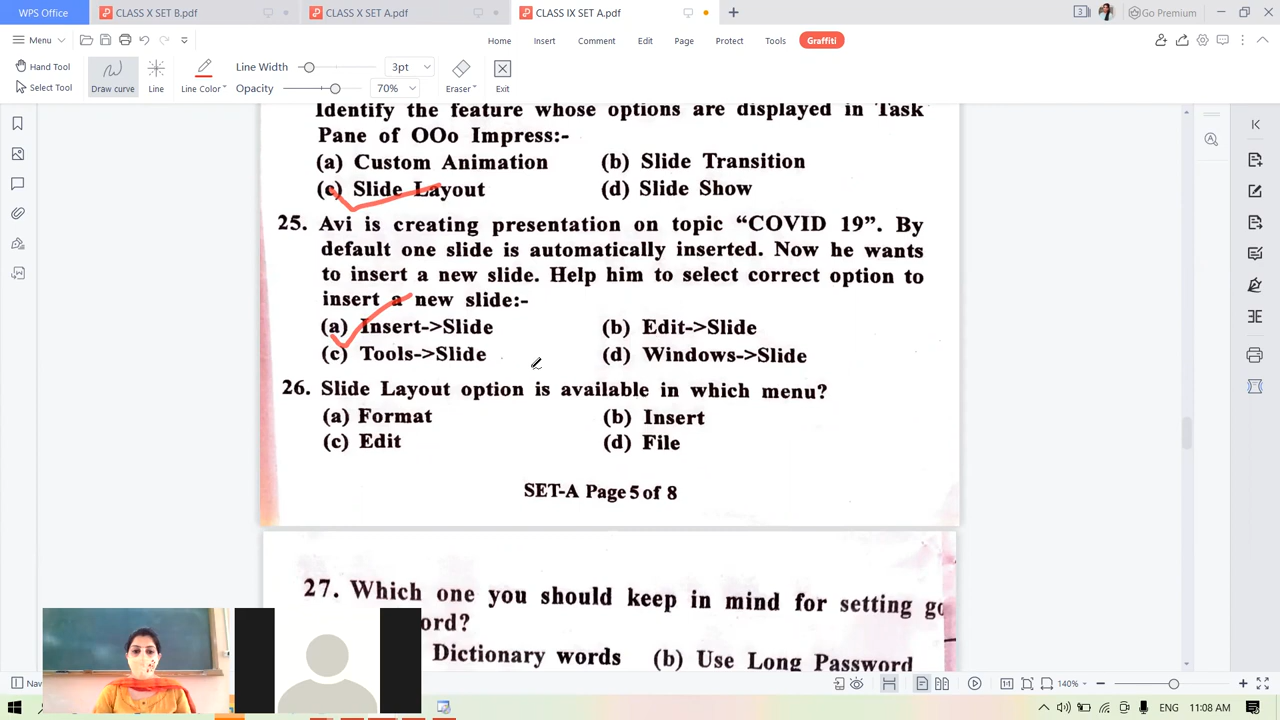 WPS Office
CLASS X SET B.pdf
CLASS X SET A.pdf
CLASS IX SET A.pdf
3
Go Premium
Menu
Home
Insert
Comment
Edit
Page
Protect
Tools
Graffiti
Hand Tool
Select Tool
Draw curve
Line
Line Color
Line Width
3pt
Opacity
70%
Eraser
Exit
Identify the feature whose options are displayed in Task
Pane of OOo Impress:-
(a) Custom Animation (b) Slide Transition
(c) Slide Layout (d) Slide Show
25. Avi is creating presentation on topic “COVID 19”. By
default one slide is automatically inserted. Now he wants
to insert a new slide. Help him to select correct option to
insert a new slide:-
(a) Insert->Slide (b) Edit->Slide
(c) Tools->Slide (d) Windows->Slide
26. Slide Layout option is available in which menu?
(a) Format (b) Insert
(c) Edit (d) File
SET-A Page 5 of 8
27. Which one you should keep in mind for setting go
ord?
Dictionary words (b) Use Long Password
Nav
140%
ENG
11:08 AM